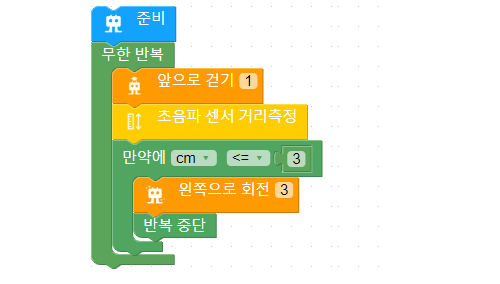 준비
무한 반복
앞으로 걷기 1
초음파 센서 거리측정
만약에 cm <= 3
왼쪽으로 회전 3
반복 중단